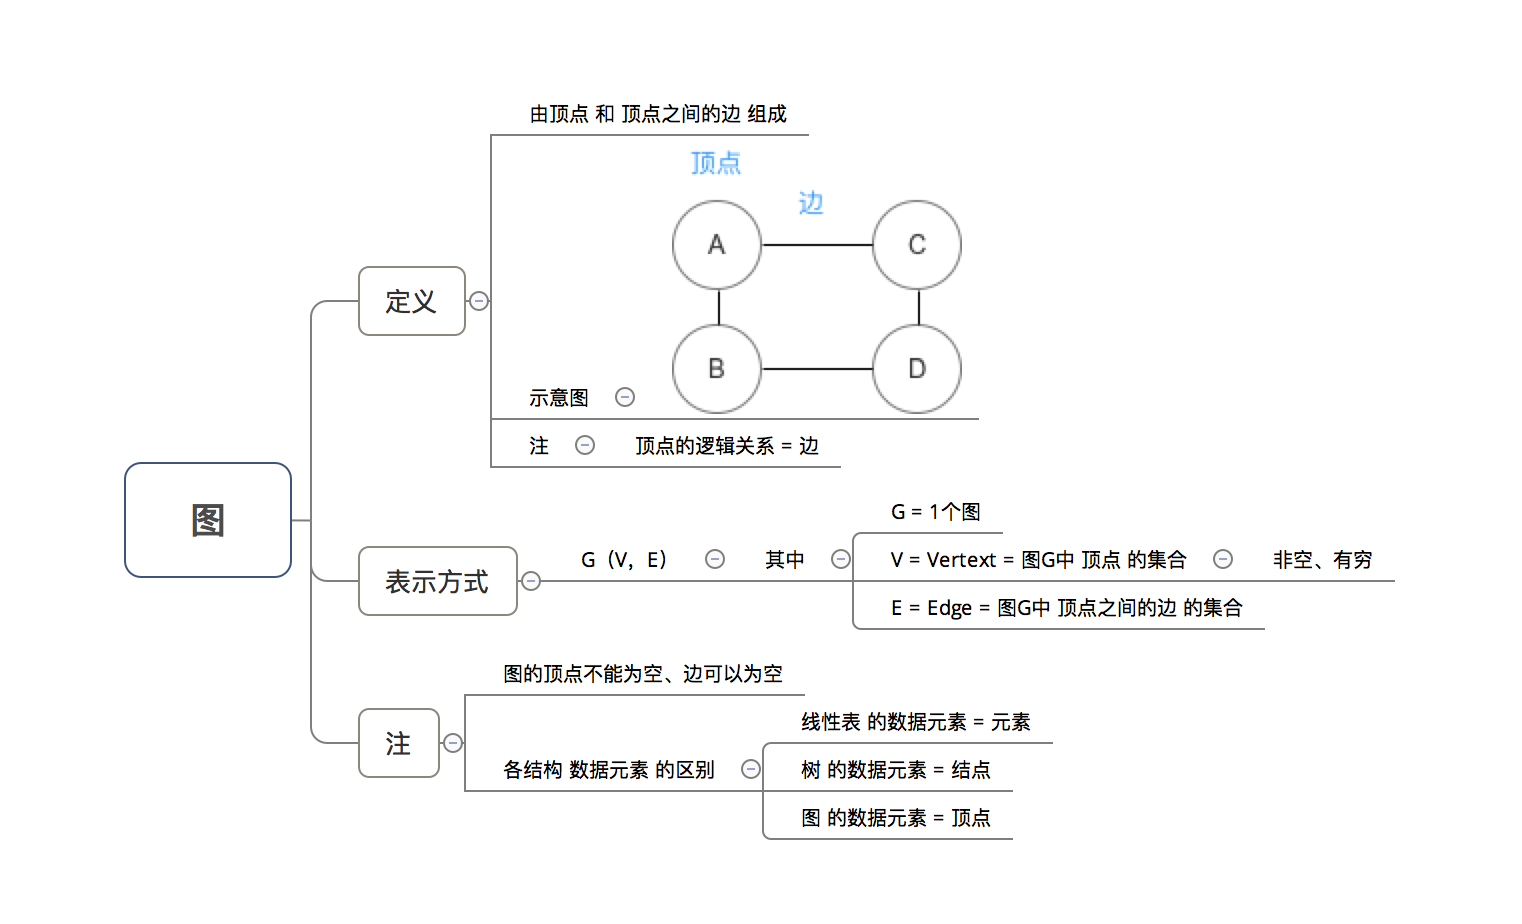 图
定义
由顶点 和 顶点之间的边 组成
示意图
顶点
边
A
C
B
D
注
顶点的逻辑关系 = 边
表示方式
G（V，E）
其中
G = 1个图
V = Vertext = 图G中 顶点 的集合
非空、有穷
E = Edge = 图G中 顶点之间的边 的集合
注
图的顶点不能为空、边可以为空
各结构 数据元素 的区别
线性表 的数据元素 = 元素
树 的数据元素 = 结点
图 的数据元素 = 顶点